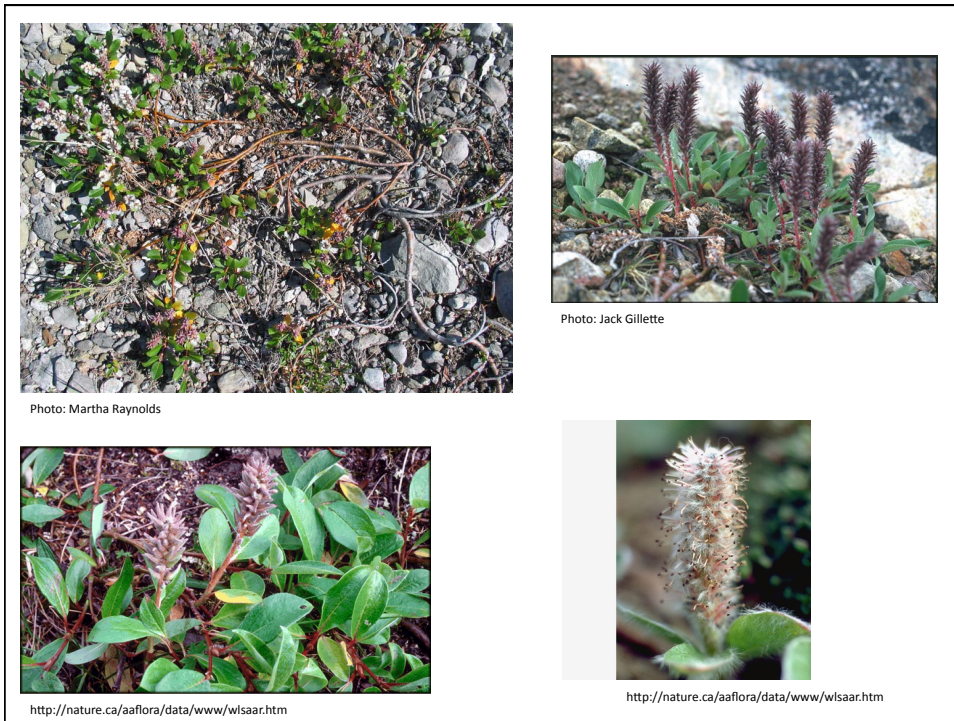 Photo: Martha Raynolds
Photo: Jack Gillette
http://nature.ca/aaflora/data/www/wlsaar.htm
http://nature.ca/aaflora/data/www/wlsaar.htm